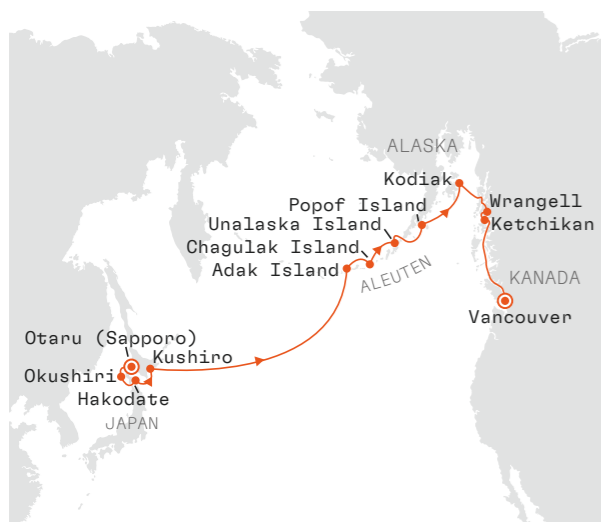 ALASKA
Kodiak
Popof Island
Wrangell
Unalaska Island
Ketchikan
Chagulak Island
Adak Island
ALEUTEN
KANADA
Vancouver
Otaru (Sapporo)
Kushiro
Okushiri
Hakodate
JAPAN